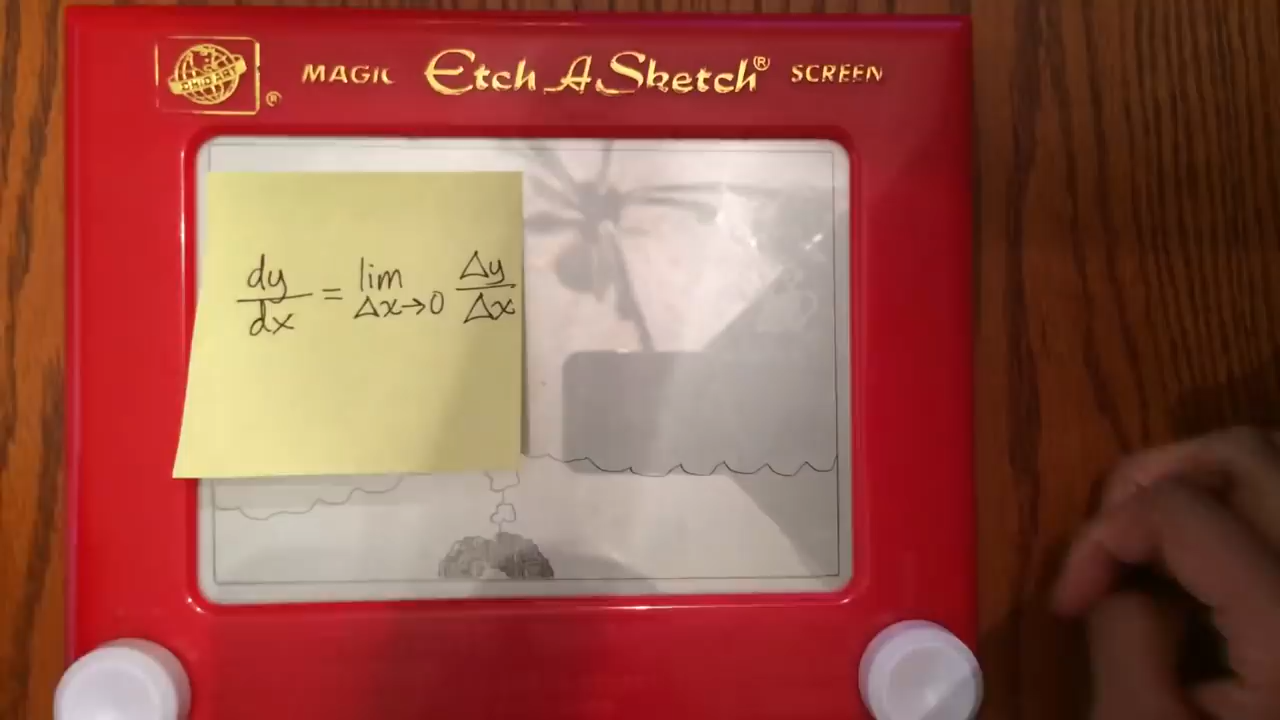 OHIO ART ®
MAGIC Etch A Sketch® SCREEN
dy/dx = lim Δx→0 Δy/Δx